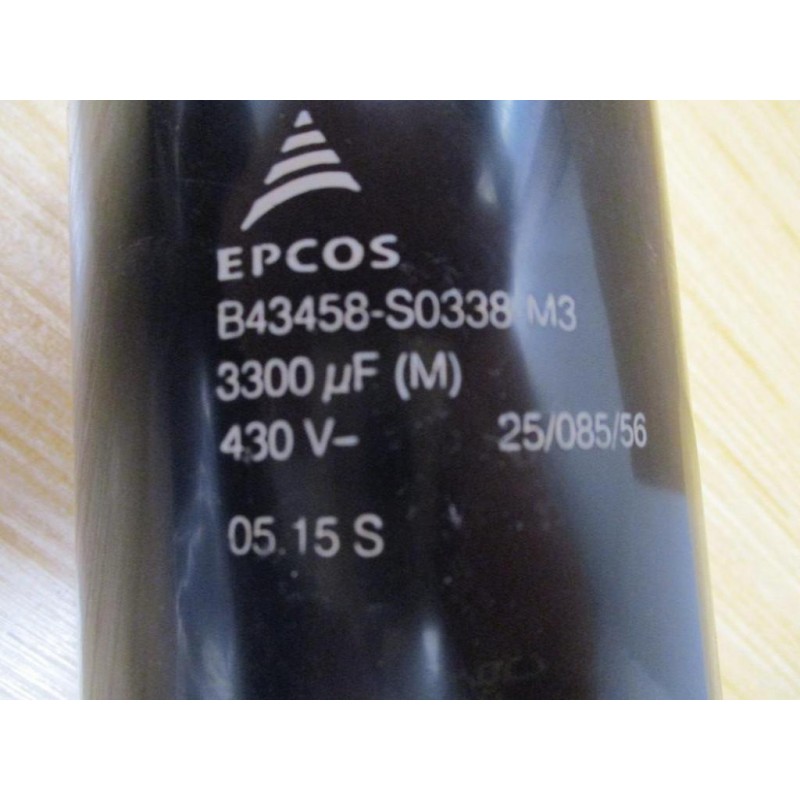 EPCOS
B43458-S0338 M3
3300 µF (M)
430 V– 25/085/56
05.15 S